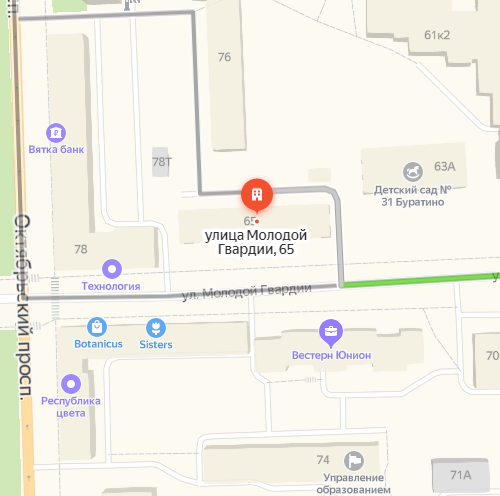 61к2
76
Вятка банк
78Т
63А
Детский сад №
31 Буратино
65
улица Молодой
Гвардии, 65
Октябрьский просп.
78
Технология
ул. Молодой Гвардии
Botanicus
Sisters
Вестерн Юнион
70
Республика
цвета
74
Управление
образованием
71А